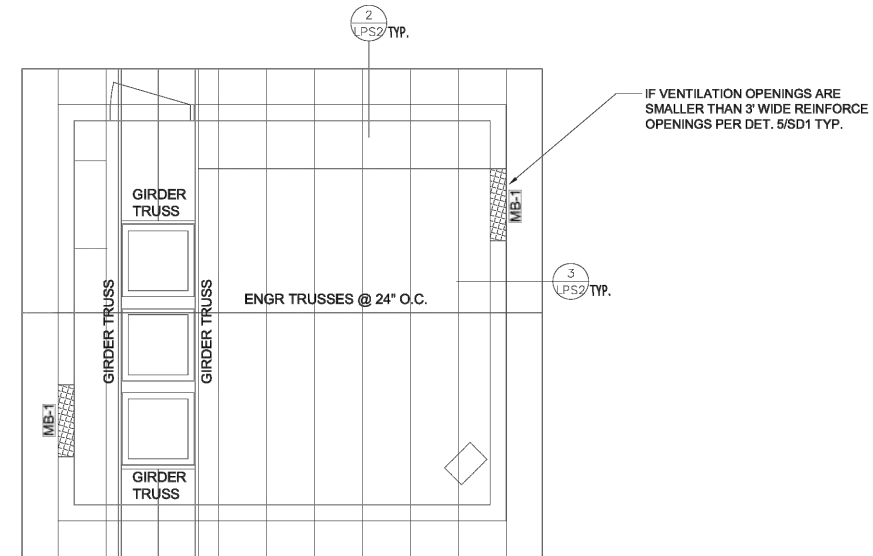 2
LPS2 TYP.
IF VENTILATION OPENINGS ARE
SMALLER THAN 3' WIDE REINFORCE
OPENINGS PER DET. 5/SD1 TYP.
GIRDER
TRUSS
MB-1
3
LPS2 TYP.
GIRDER TRUSS
GIRDER TRUSS
ENGR TRUSSES @ 24" O.C.
MB-1
GIRDER
TRUSS